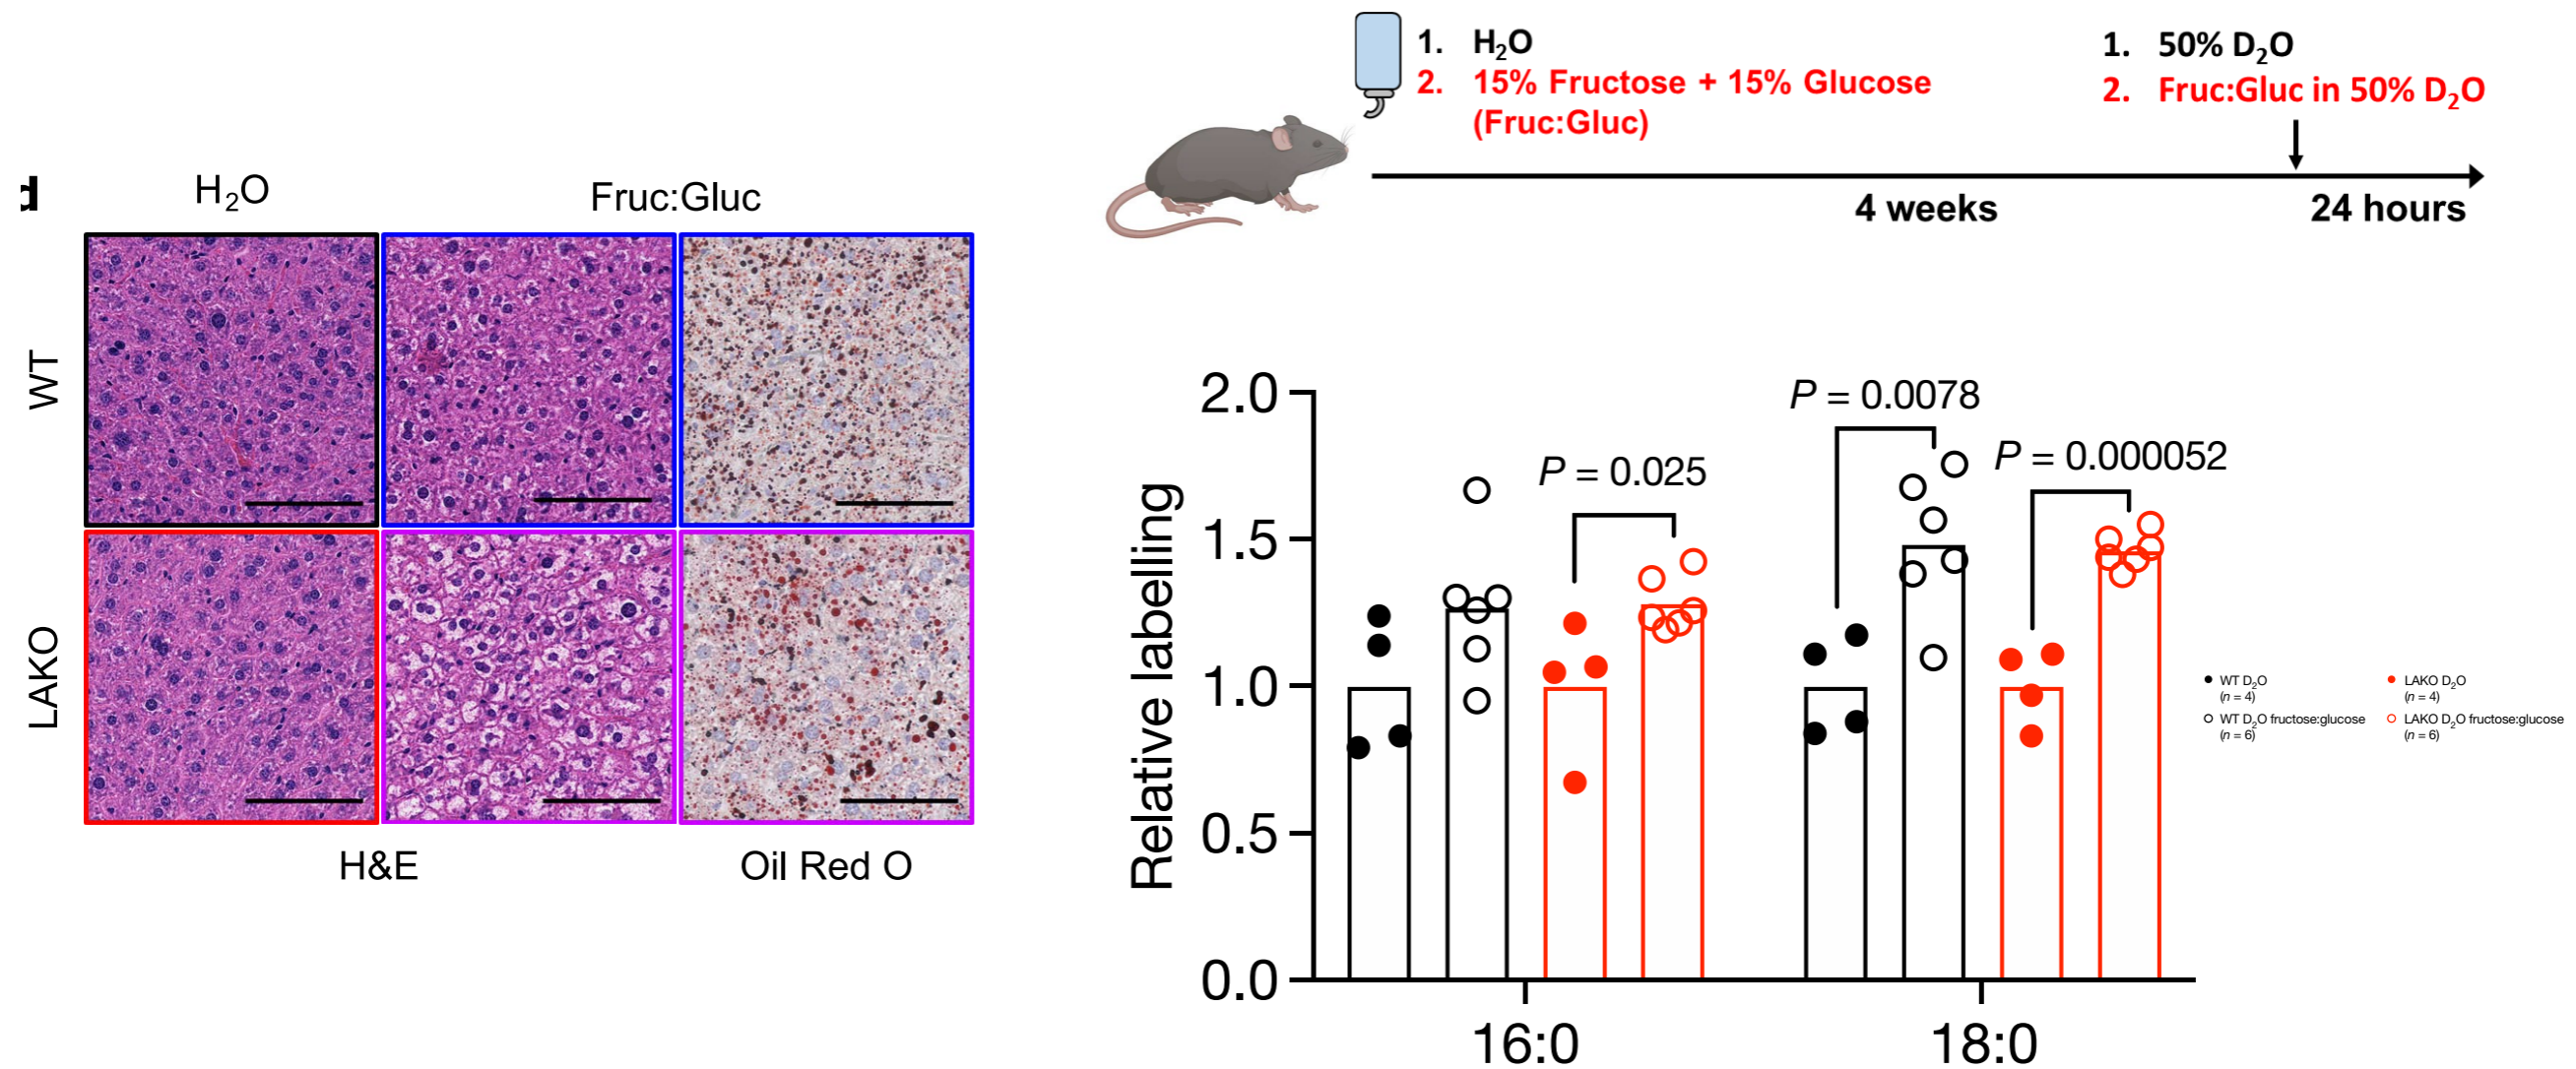 1. H₂O
2. 15% Fructose + 15% Glucose
(Fruc:Gluc)
1. 50% D₂O
2. Fruc:Gluc in 50% D₂O
4 weeks
24 hours
d
H₂O
Fruc:Gluc
WT
LAKO
H&E
Oil Red O
Relative labelling
2.0
1.5
1.0
0.5
0.0
P = 0.025
P = 0.0078
P = 0.000052
16:0
18:0
WT D₂O
(n = 4)
WT D₂O fructose:glucose
(n = 6)
LAKO D₂O
(n = 4)
LAKO D₂O fructose:glucose
(n = 6)